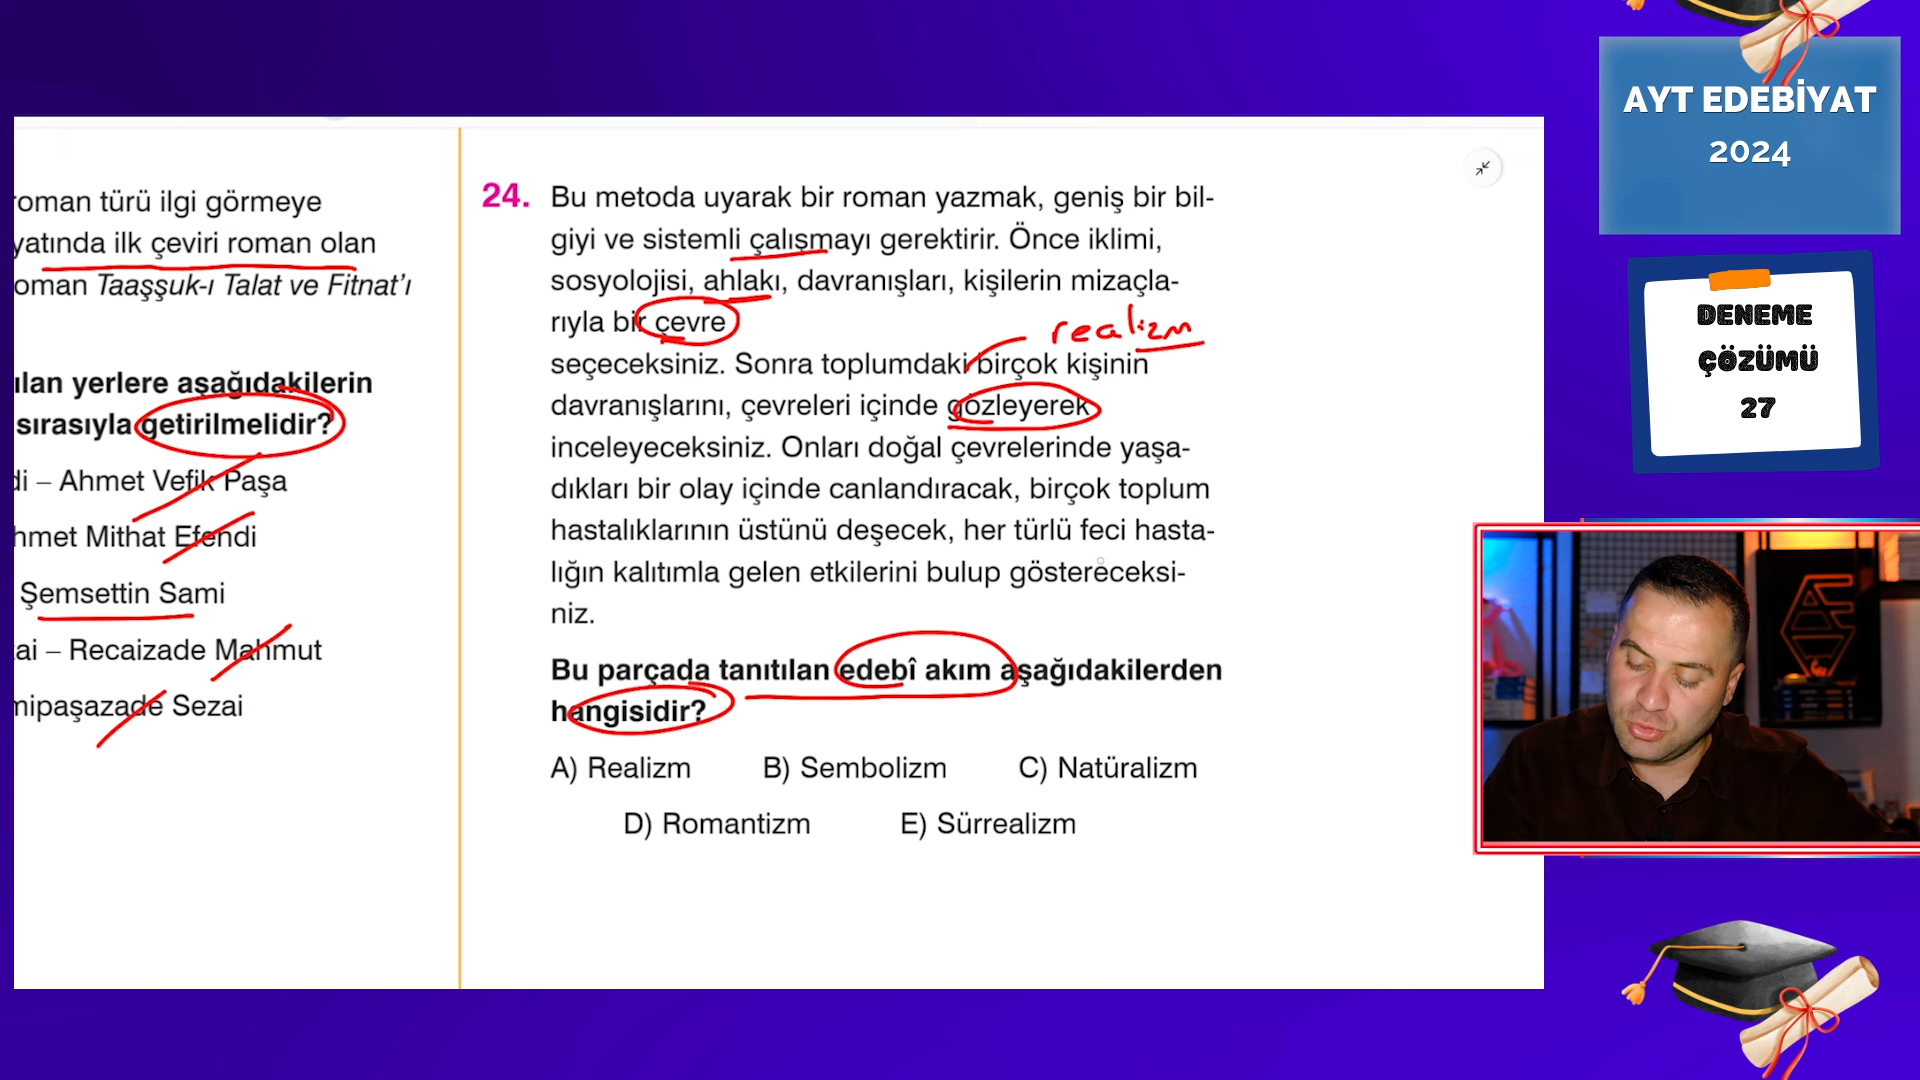 roman türü ilgi görmeye
yatında ilk çeviri roman olan
oman Taaşşuk-ı Talat ve Fitnat'ı
ılan yerlere aşağıdakilerin
sırasıyla getirilmelidir?
di – Ahmet Vefik Paşa
hmet Mithat Efendi
Şemsettin Sami
ai – Recaizade Mahmut
mipaşazade Sezai
24. Bu metoda uyarak bir roman yazmak, geniş bir bil-
giyi ve sistemli çalışmayı gerektirir. Önce iklimi,
sosyolojisi, ahlakı, davranışları, kişilerin mizaçla-
rıyla bir çevre
realizm
seçeceksiniz. Sonra toplumdaki birçok kişinin
davranışlarını, çevreleri içinde gözleyerek
inceleyeceksiniz. Onları doğal çevrelerinde yaşa-
dıkları bir olay içinde canlandıracak, birçok toplum
hastalıklarının üstünü deşecek, her türlü feci hasta-
lığın kalıtımla gelen etkilerini bulup göstereceksi-
niz.
Bu parçada tanıtılan edebî akım aşağıdakilerden
hangisidir?
A) Realizm B) Sembolizm C) Natüralizm
D) Romantizm E) Sürrealizm
AYT EDEBİYAT
2024
DENEME
ÇÖZÜMÜ
27